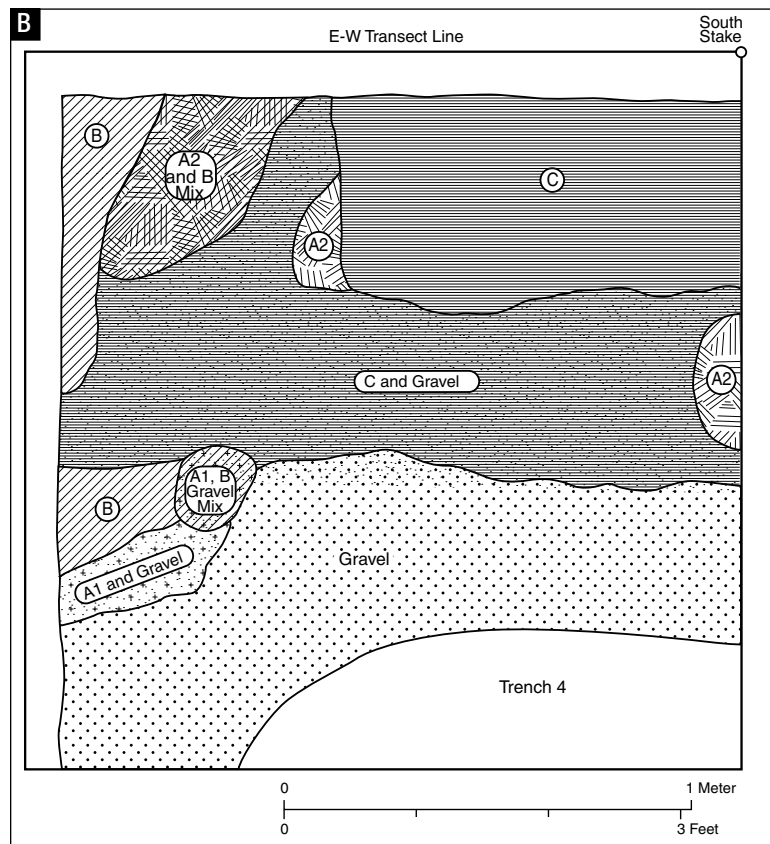 B
E-W Transect Line
South
Stake
B
A2
and B
Mix
C
A2
A2
C and Gravel
A1, B
Gravel
Mix
B
A1 and Gravel
Gravel
Trench 4
0
1 Meter
0
3 Feet